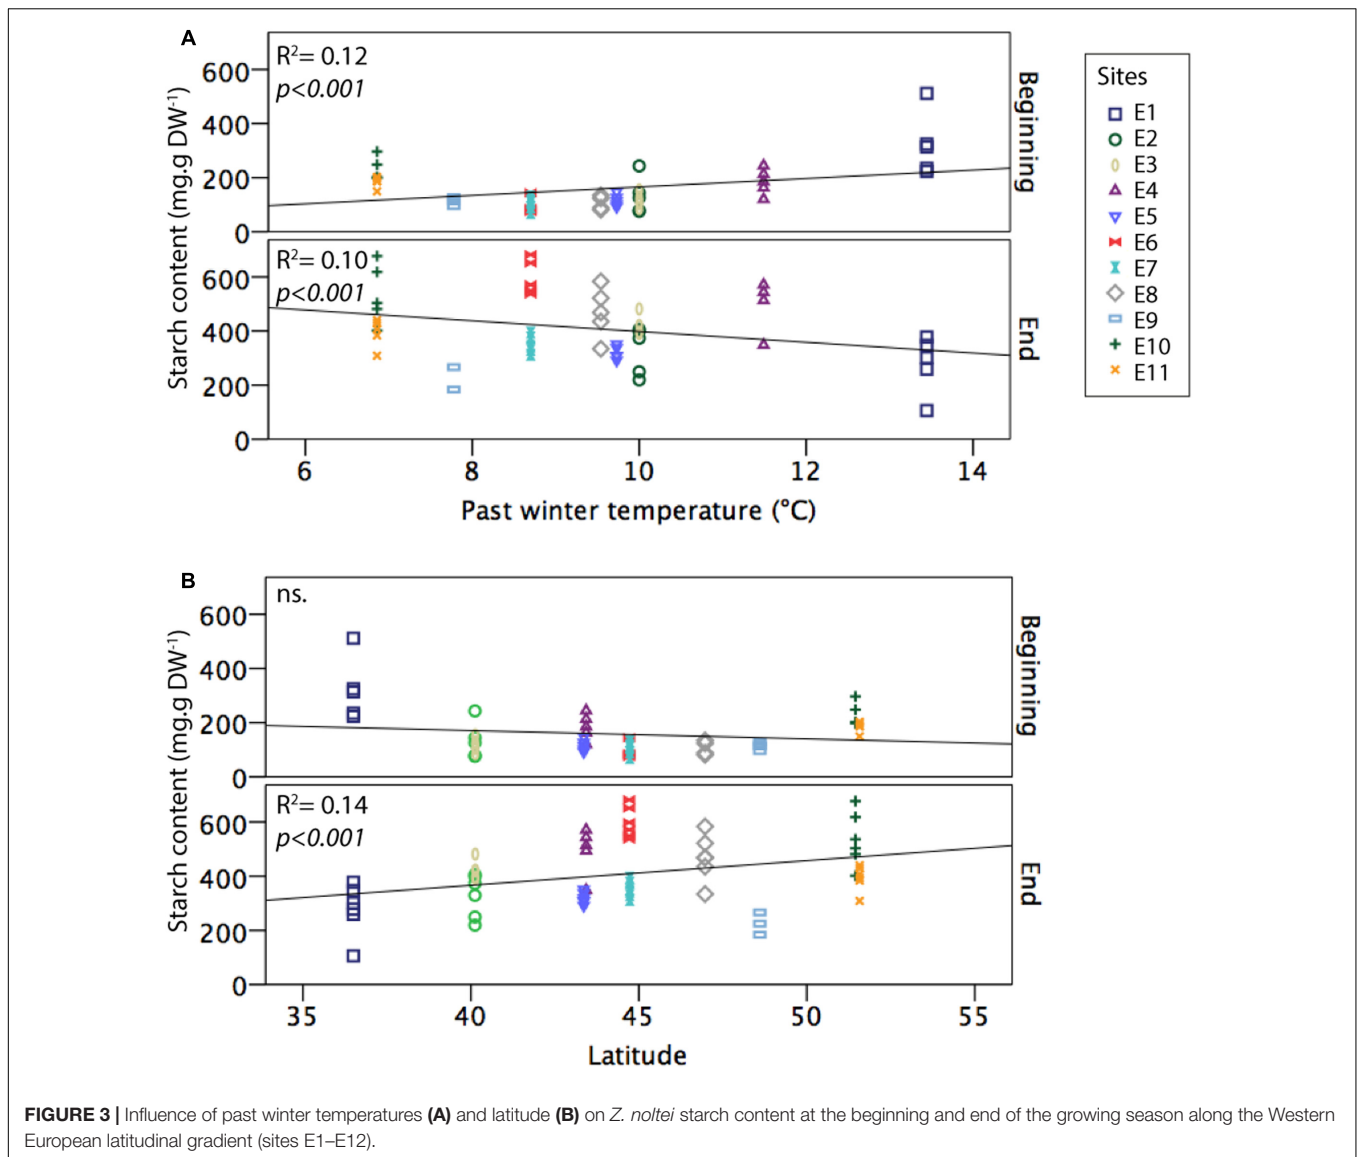 A
R²= 0.12
p<0.001
Beginning
600
400
200
0
R²= 0.10
p<0.001
End
600
400
200
0
Starch content (mg.g DW⁻¹)
6 8 10 12 14
Past winter temperature (°C)
Sites
E1
E2
E3
E4
E5
E6
E7
E8
E9
E10
E11
B
ns.
Beginning
600
400
200
0
R²= 0.14
p<0.001
End
600
400
200
0
Starch content (mg.g DW⁻¹)
35 40 45 50 55
Latitude
FIGURE 3 | Influence of past winter temperatures (A) and latitude (B) on Z. noltei starch content at the beginning and end of the growing season along the Western
European latitudinal gradient (sites E1–E12).